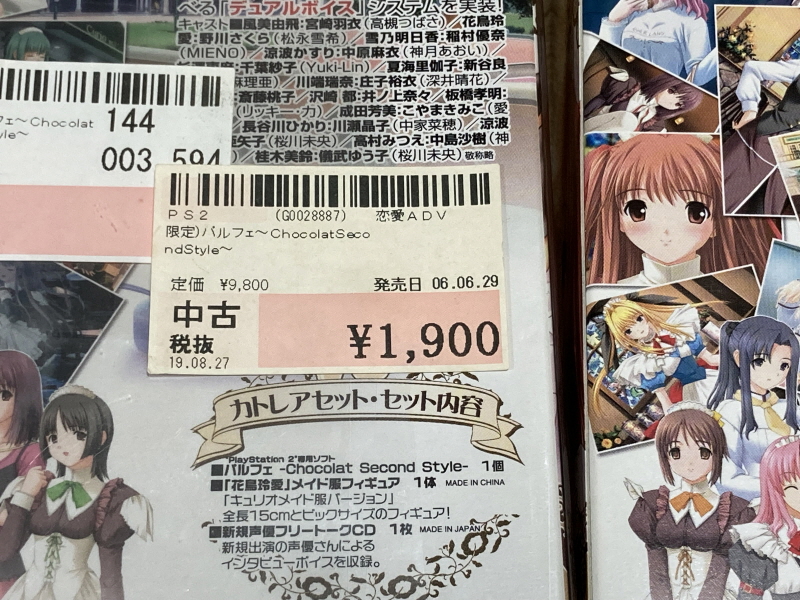 べる「デュアルボイス」システムを実装!
キャスト■風美由飛:宮崎羽衣(高槻つばさ)／花鳥玲
愛:野川さくら(松永雪希)／雪乃明日香:稲村優奈
(MIENO)／涼波かすり:中原麻衣(神月あおい)／
千葉紗子(Yuki-Lin)／夏海里伽子:新谷良
麻理亜)／川端瑞奈:庄子裕衣(深井晴花)／
斎藤桃子／沢崎 都:井ノ上奈々／板橋孝明:
(リッキー・力)／成田芳美:こやまきみこ(愛
長谷川ひかり:川瀬晶子(中家菜穂)／涼波
亜矢子(桜川未央)／高村みつえ:中島沙樹(神
／桂木美鈴:儀武ゆう子(桜川未央)敬称略
フェ～Chocolat
yle～
144
003 594
PS2 (G0028887) 恋愛ADV
限定)パルフェ～ChocolatSeco
ndStyle～
定価 ¥9,800 発売日 06.06.29
中古
税抜
¥1,900
19.08.27
カトレアセット・セット内容
"PlayStation 2"専用ソフト
■パルフェ -Chocolat Second Style- 1個
■「花鳥玲愛」メイド服フィギュア 1体 MADE IN CHINA
「キュリオメイド服バージョン」
全長15cmとビックサイズのフィギュア!
■新規声優フリートークCD 1枚 MADE IN JAPAN
新規出演の声優さんによる
インタビューボイスを収録。